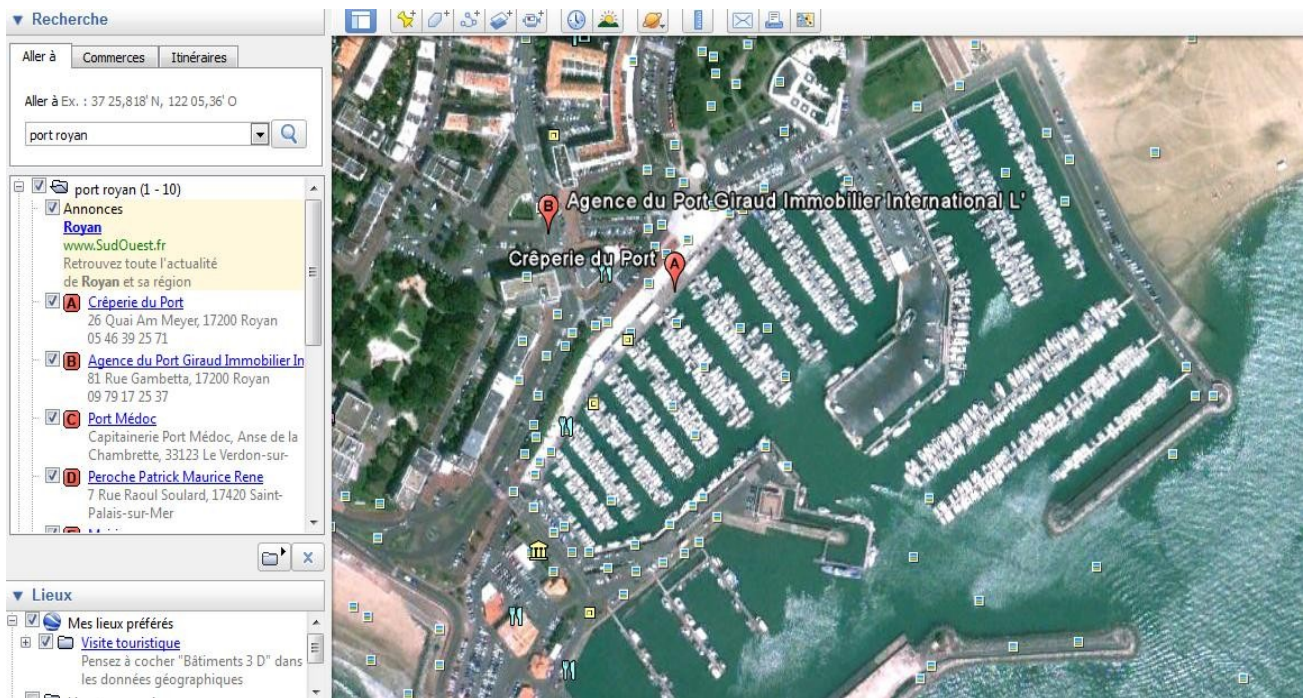 Recherche
Aller à
Commerces
Itinéraires
Aller à Ex. : 37 25,818' N, 122 05,36' O
port royan
port royan (1 - 10)
Annonces
Royan
www.SudOuest.fr
Retrouvez toute l'actualité
de Royan et sa région
A Crêperie du Port
26 Quai Am Meyer, 17200 Royan
05 46 39 25 71
B Agence du Port Giraud Immobilier In
81 Rue Gambetta, 17200 Royan
09 79 17 25 37
C Port Médoc
Capitainerie Port Médoc, Anse de la
Chambrette, 33123 Le Verdon-sur-
D Peroche Patrick Maurice Rene
7 Rue Raoul Soulard, 17420 Saint-
Palais-sur-Mer
Lieux
Mes lieux préférés
Visite touristique
Pensez à cocher "Bâtiments 3 D" dans
les données géographiques
B Agence du Port Giraud Immobilier International L'
Crêperie du Port A